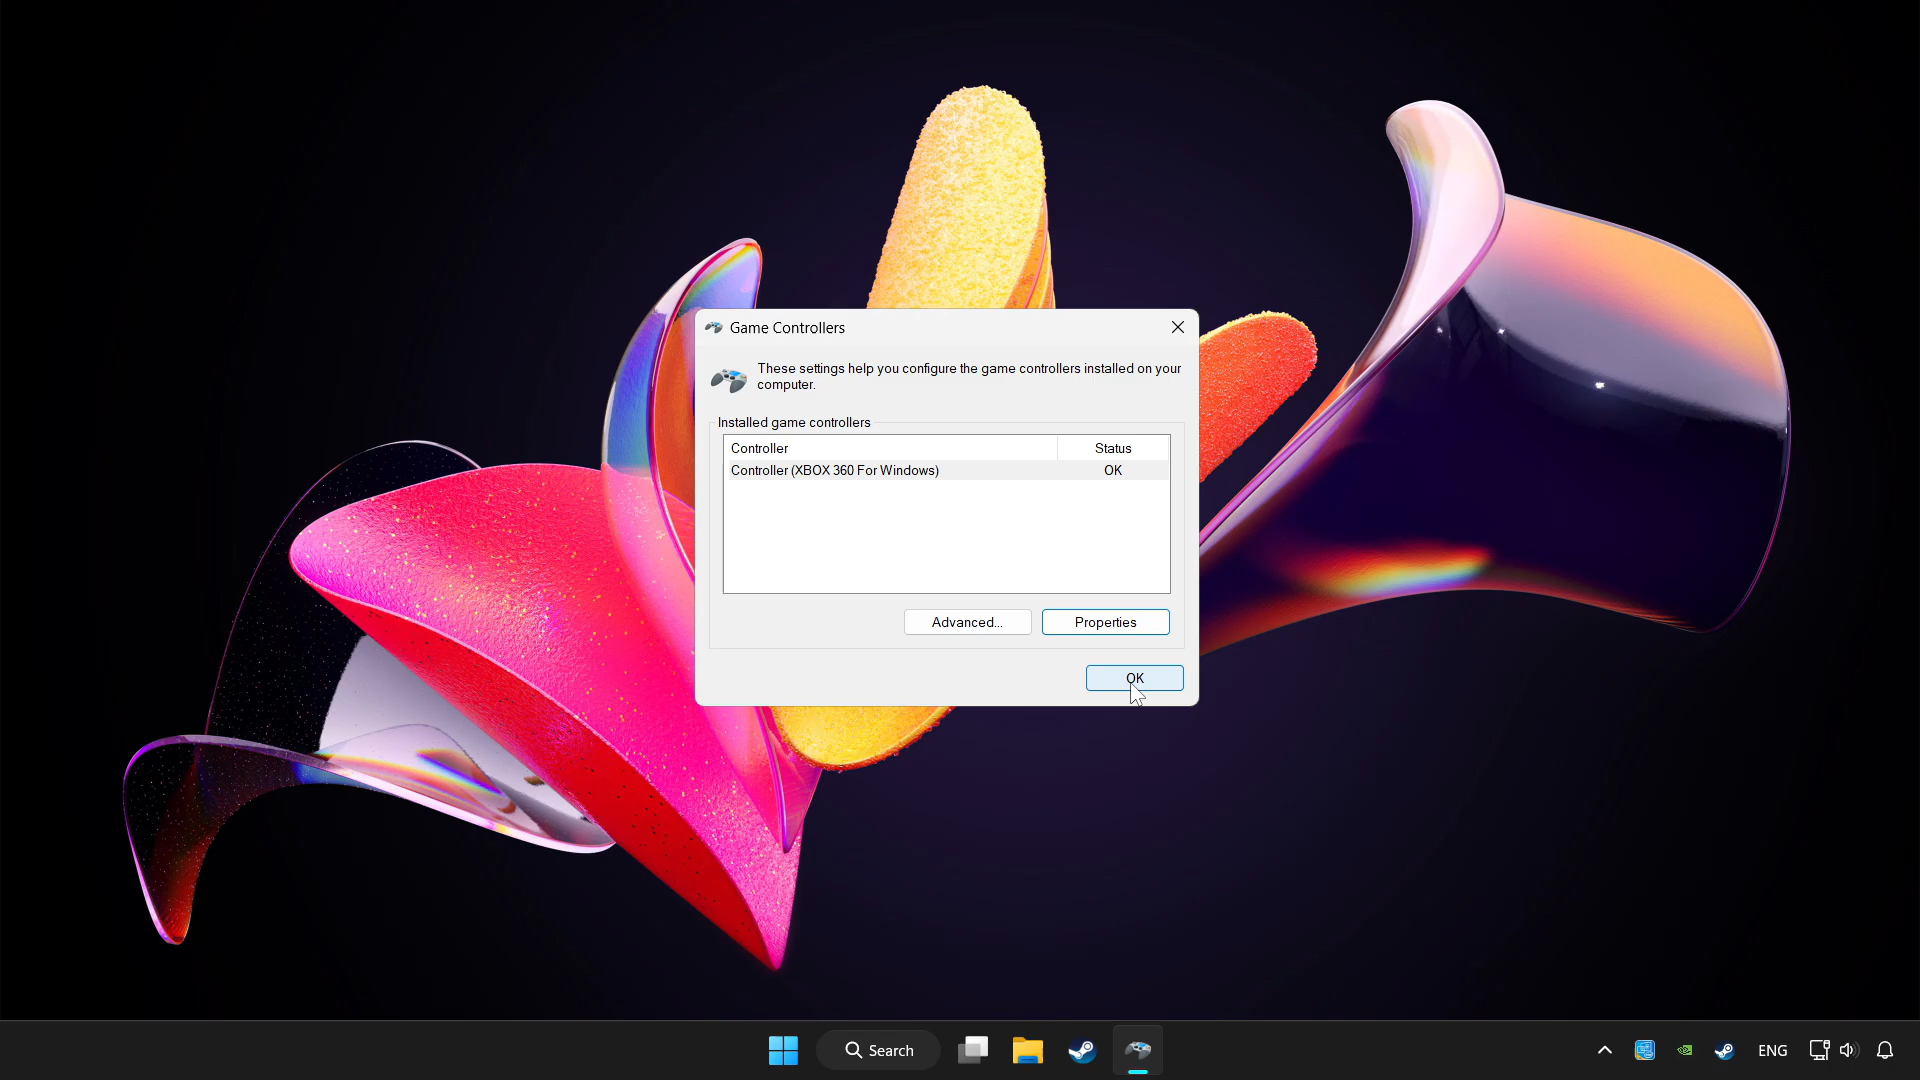 Game Controllers
These settings help you configure the game controllers installed on your
computer.
Installed game controllers
Controller Status
Controller (XBOX 360 For Windows) OK
Advanced... Properties
OK
Search
ENG